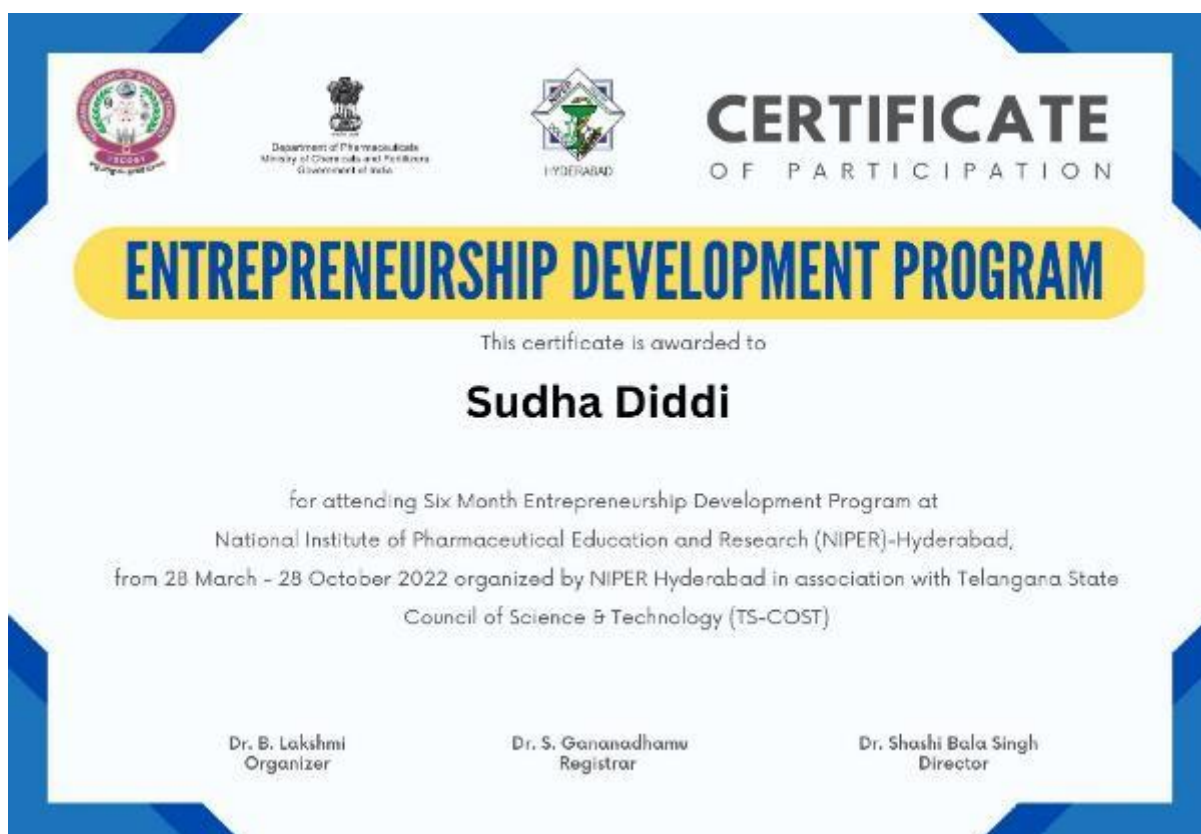 TSCOST
Department of Pharmaceuticals
Ministry of Chemicals and Fertilizers
Government of India
NIPER
HYDERABAD
CERTIFICATE
OF PARTICIPATION
ENTREPRENEURSHIP DEVELOPMENT PROGRAM
This certificate is awarded to
Sudha Diddi
for attending Six Month Entrepreneurship Development Program at
National Institute of Pharmaceutical Education and Research (NIPER)-Hyderabad,
from 28 March - 28 October 2022 organized by NIPER Hyderabad in association with Telangana State
Council of Science & Technology (TS-COST)
Dr. B. Lakshmi
Organizer
Dr. S. Gananadhamu
Registrar
Dr. Shashi Bala Singh
Director